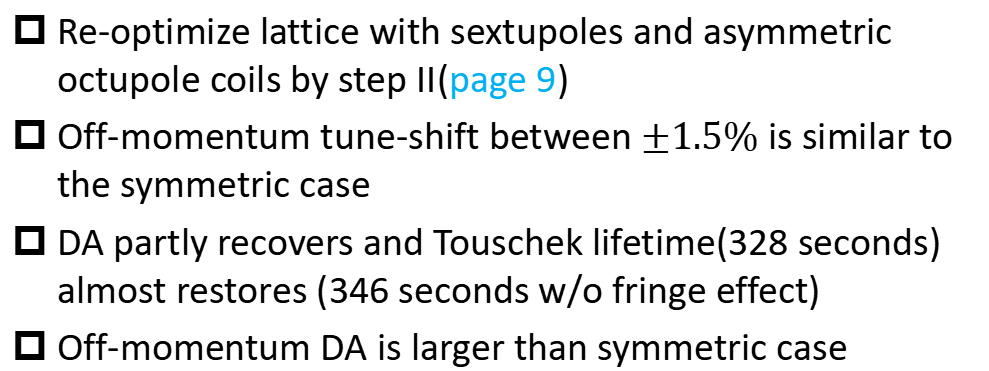 Re-optimize lattice with sextupoles and asymmetric
octupole coils by step II(page 9)
Off-momentum tune-shift between ±1.5% is similar to
the symmetric case
DA partly recovers and Touschek lifetime(328 seconds)
almost restores (346 seconds w/o fringe effect)
Off-momentum DA is larger than symmetric case